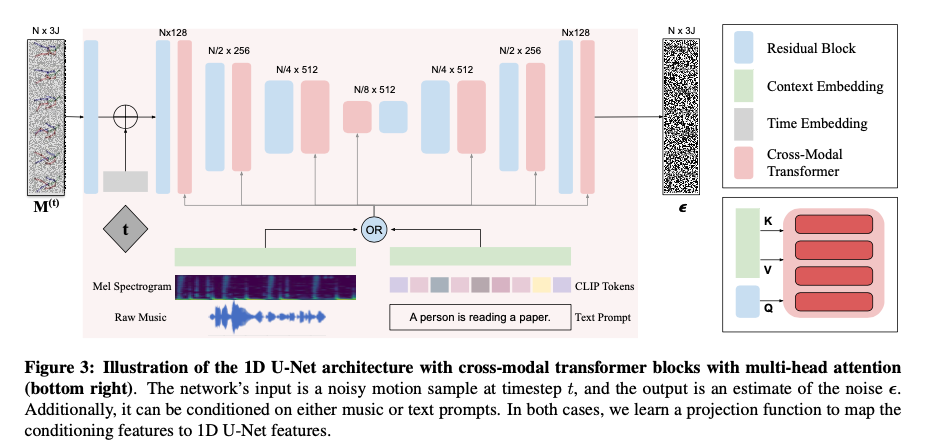 N x 3J
Nx128
N/2 x 256
N/4 x 512
N/8 x 512
N/4 x 512
N/2 x 256
Nx128
N x 3J
M(t)
t
OR
ϵ
Mel Spectrogram
CLIP Tokens
Raw Music
A person is reading a paper.
Text Prompt
Residual Block
Context Embedding
Time Embedding
Cross-Modal
Transformer
K
V
Q
Figure 3: Illustration of the 1D U-Net architecture with cross-modal transformer blocks with multi-head attention
(bottom right). The network's input is a noisy motion sample at timestep t, and the output is an estimate of the noise ϵ.
Additionally, it can be conditioned on either music or text prompts. In both cases, we learn a projection function to map the
conditioning features to 1D U-Net features.